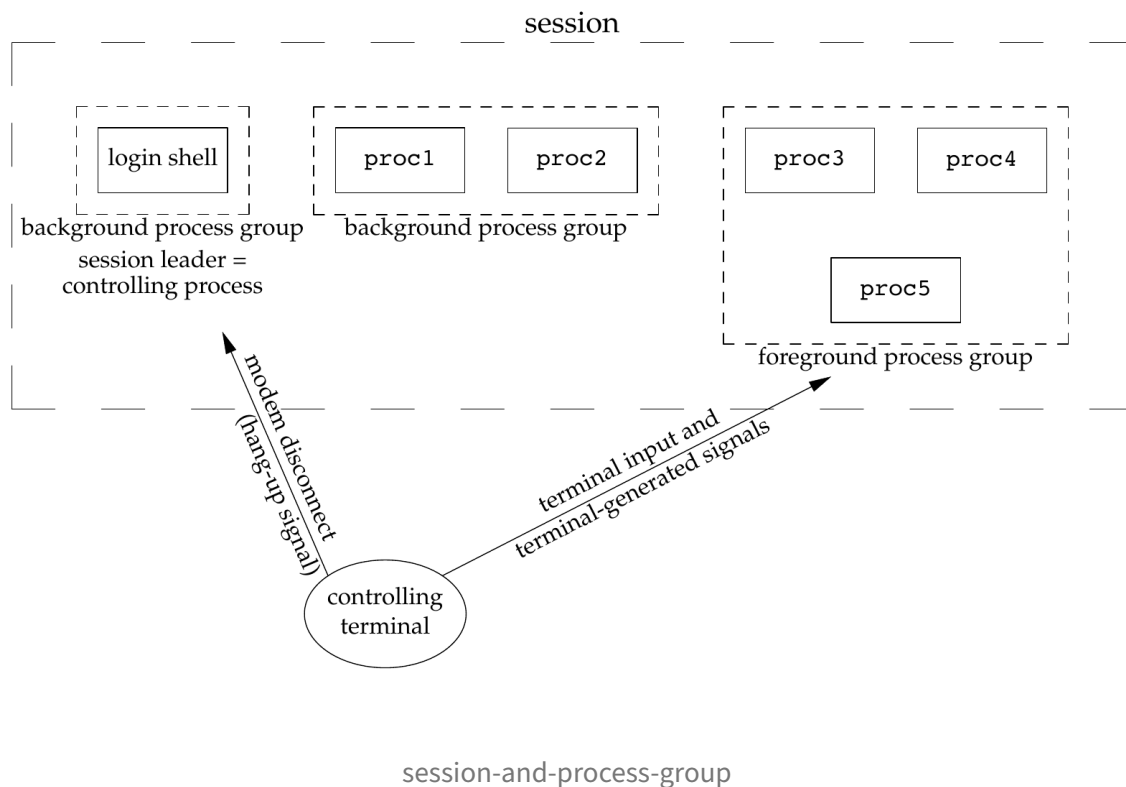 session
login shell
proc1
proc2
proc3
proc4
background process group
session leader =
controlling process
background process group
proc5
foreground process group
modem disconnect
(hang-up signal)
terminal input and
terminal-generated signals
controlling
terminal
session-and-process-group